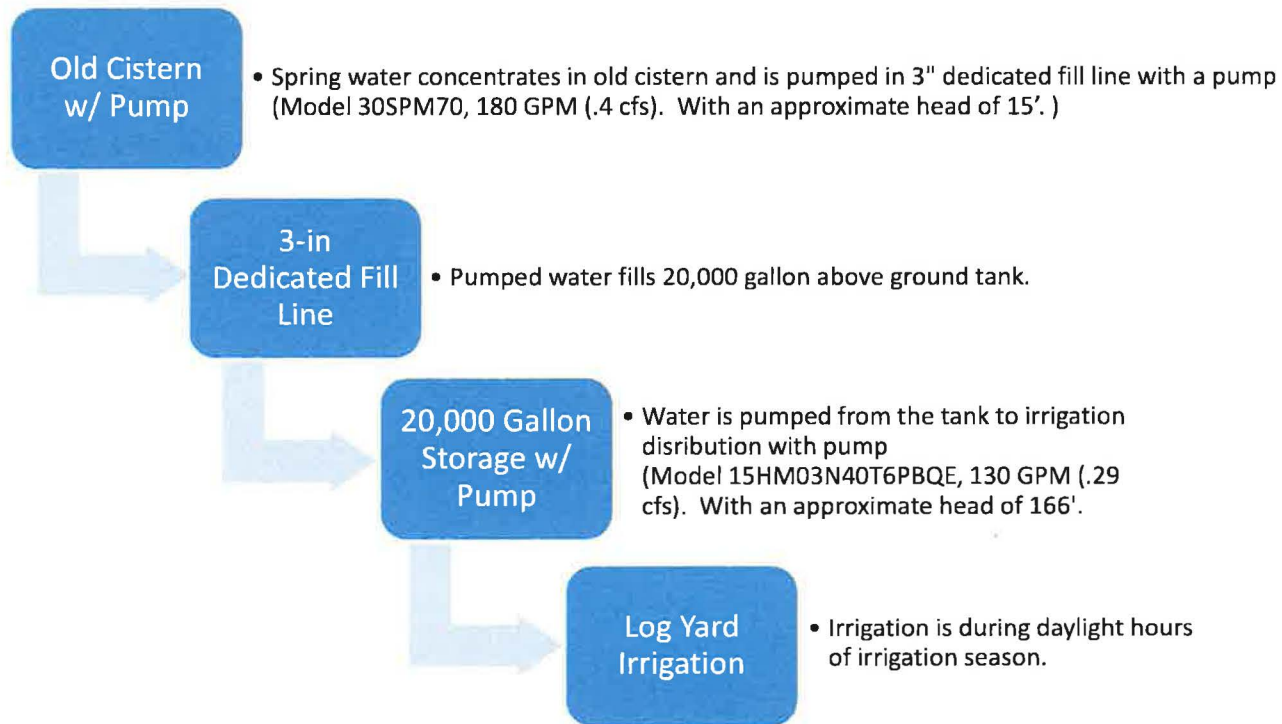 Old Cistern
w/ Pump
• Spring water concentrates in old cistern and is pumped in 3" dedicated fill line with a pump
(Model 30SPM70, 180 GPM (.4 cfs). With an approximate head of 15'. )
3-in
Dedicated Fill
Line
• Pumped water fills 20,000 gallon above ground tank.
20,000 Gallon
Storage w/
Pump
• Water is pumped from the tank to irrigation
disribution with pump
(Model 15HM03N40T6PBQE, 130 GPM (.29
cfs). With an approximate head of 166'.
Log Yard
Irrigation
• Irrigation is during daylight hours
of irrigation season.